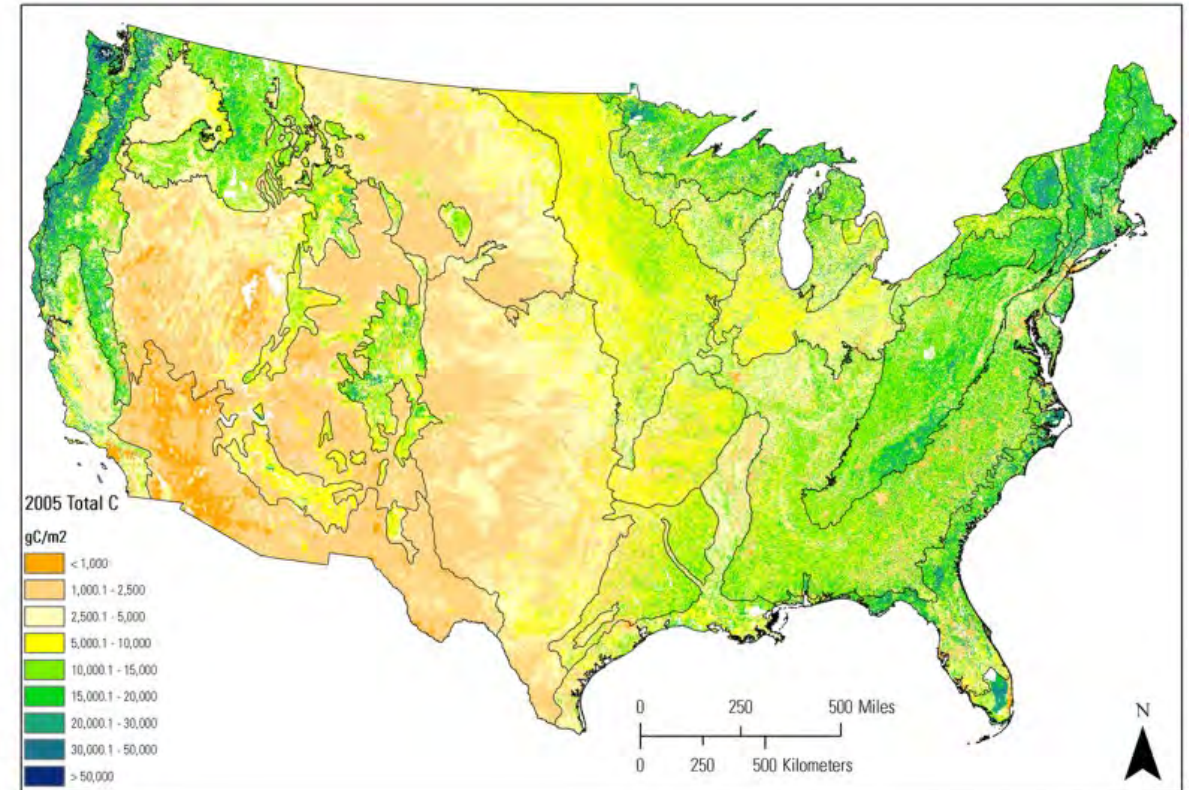 2005 Total C
gC/m2
< 1,000
1,000.1 - 2,500
2,500.1 - 5,000
5,000.1 - 10,000
10,000.1 - 15,000
15,000.1 - 20,000
20,000.1 - 30,000
30,000.1 - 50,000
> 50,000
0 250 500 Miles
0 250 500 Kilometers
N